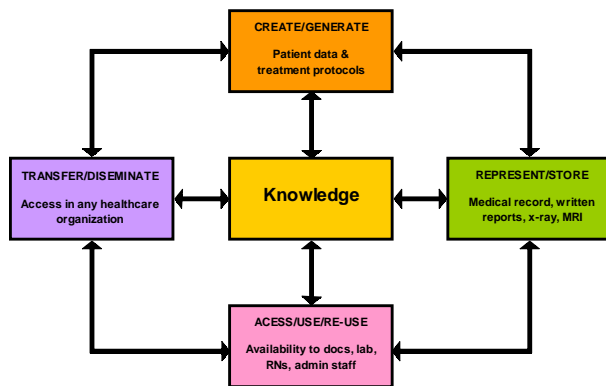 CREATE/GENERATE
Patient data &
treatment protocols
TRANSFER/DISEMINATE
Access in any healthcare
organization
Knowledge
REPRESENT/STORE
Medical record, written
reports, x-ray, MRI
ACESS/USE/RE-USE
Availability to docs, lab,
RNs, admin staff